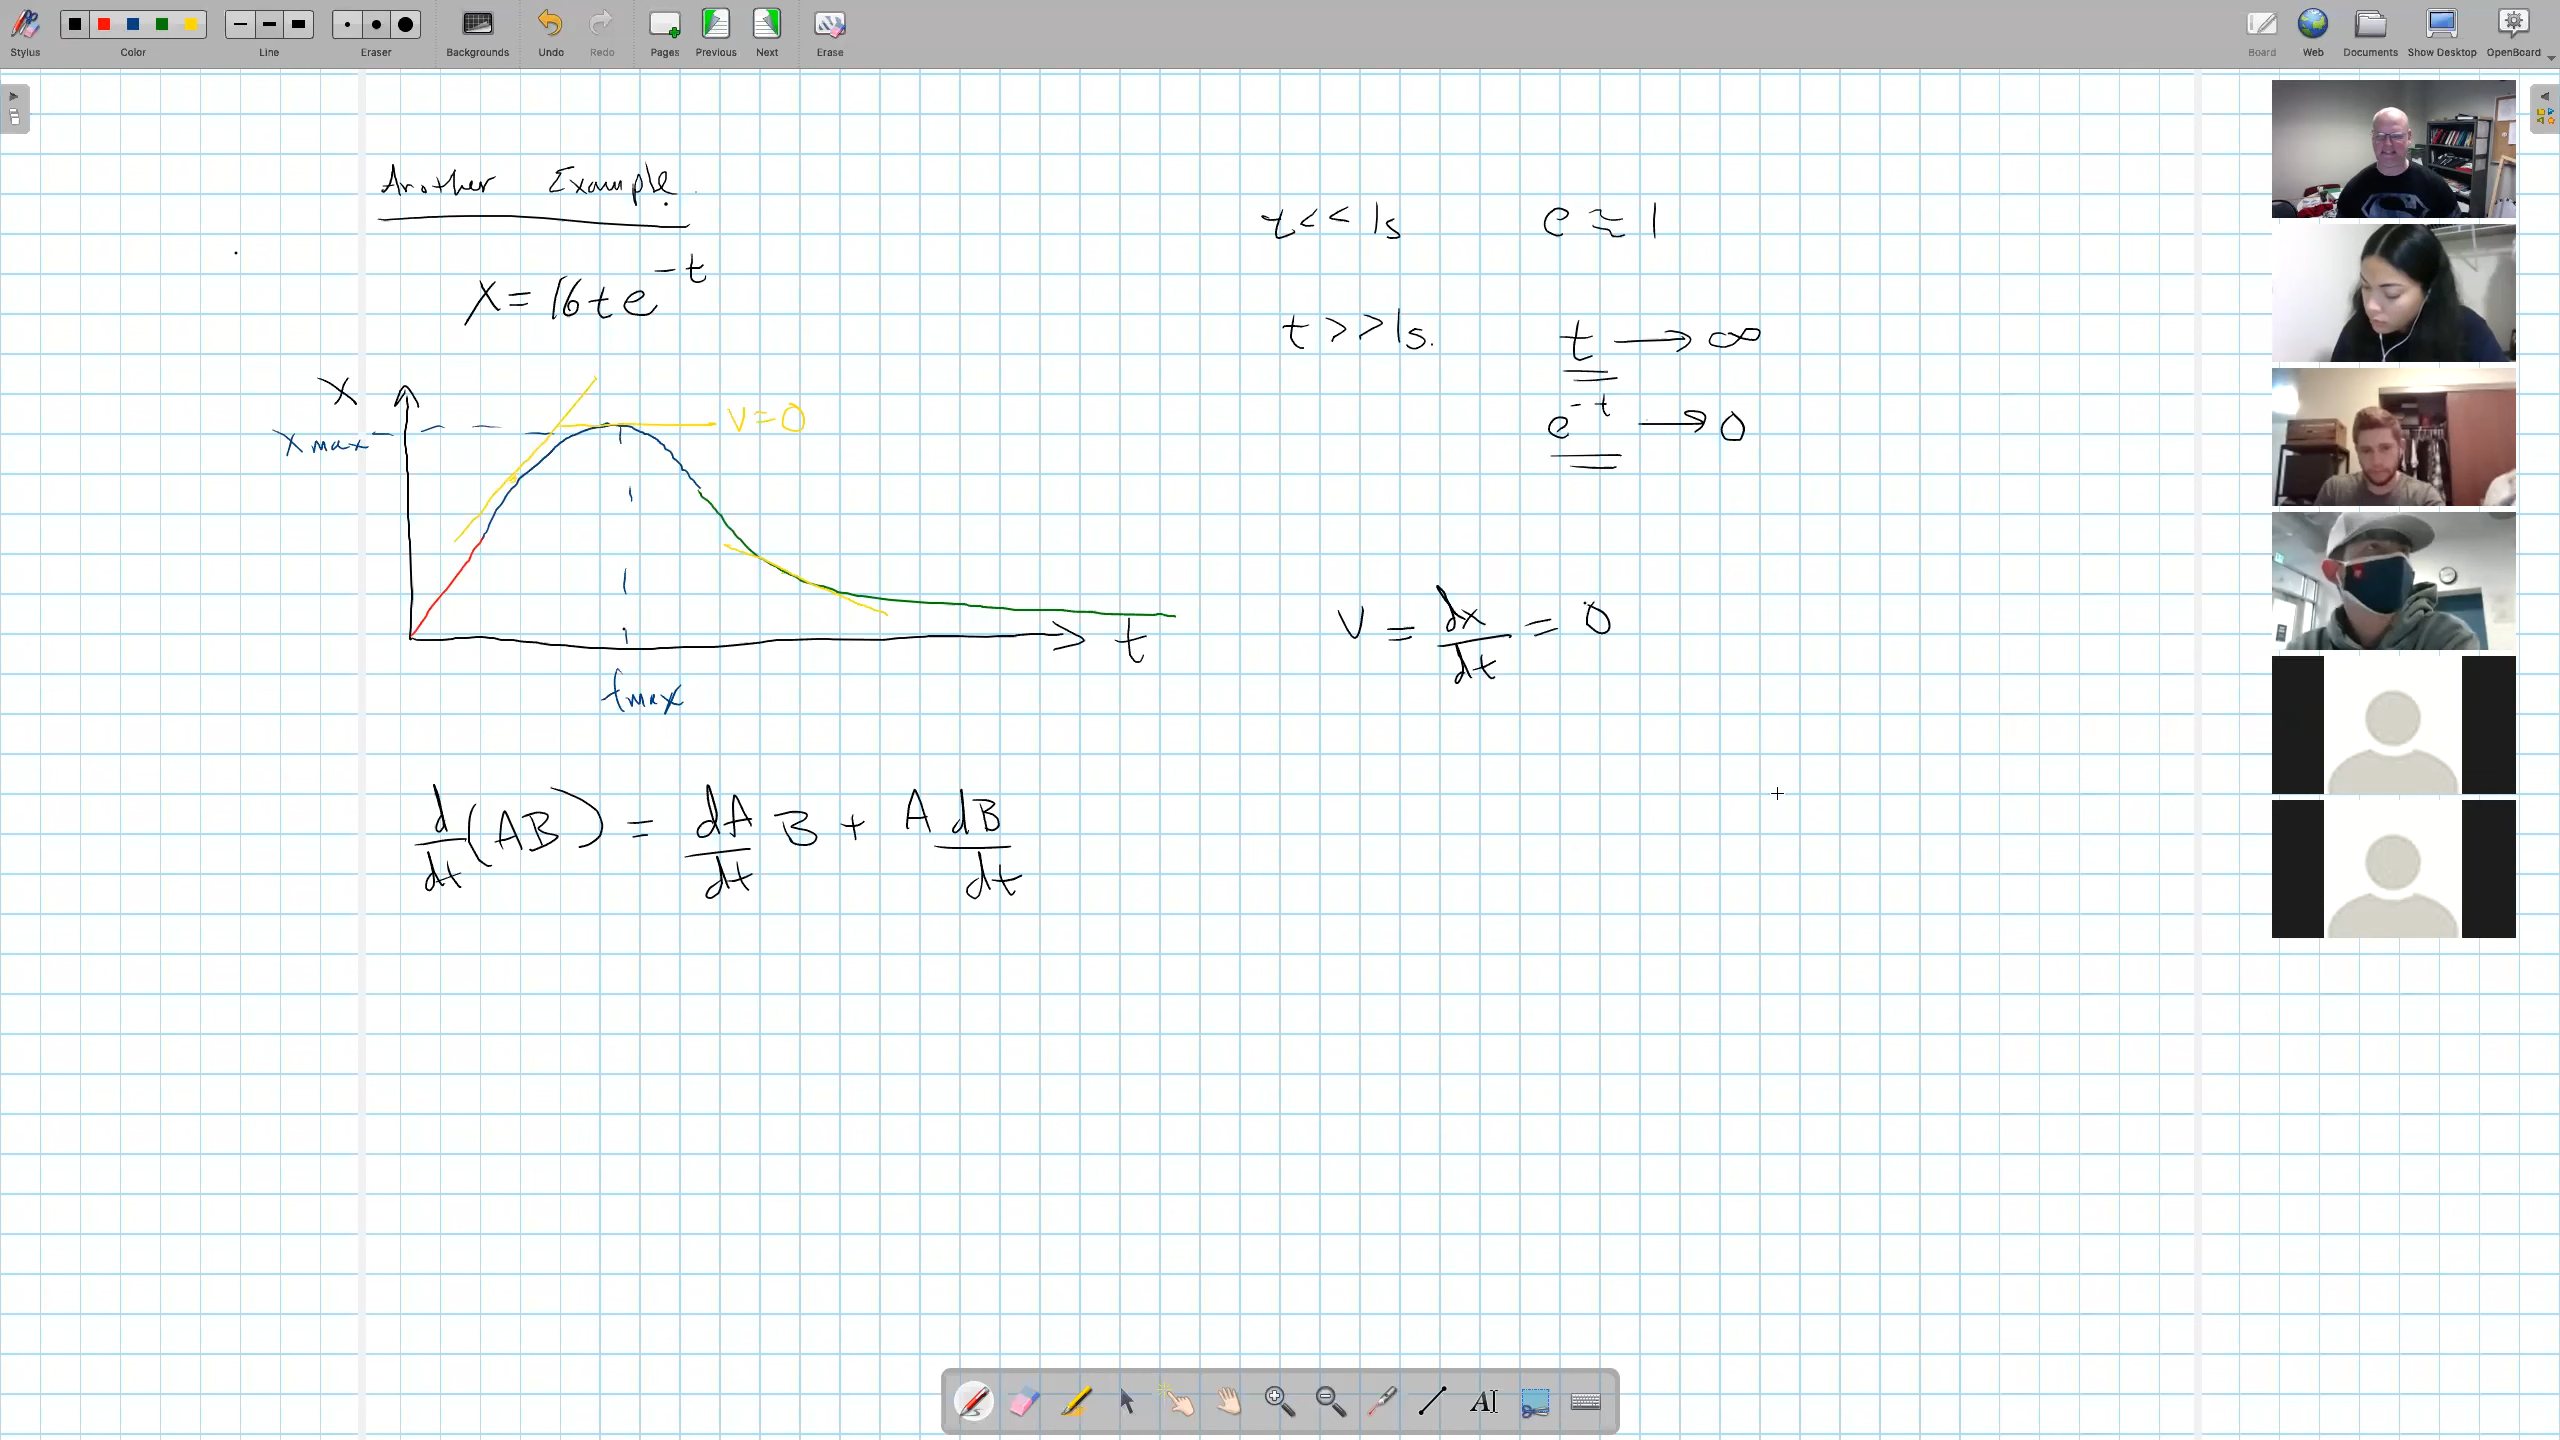 Stylus Color Line Eraser Backgrounds Undo Redo Pages Previous Next Erase Board Web Documents Show Desktop OpenBoard
Another Example
X = 16te^-t
t << 1s e ≈ 1
t >> 1s. t → ∞
e^-t → 0
X
Xmax
V=0
t
tmax
V = dx/dt = 0
d/dt (AB) = dA/dt B + A dB/dt